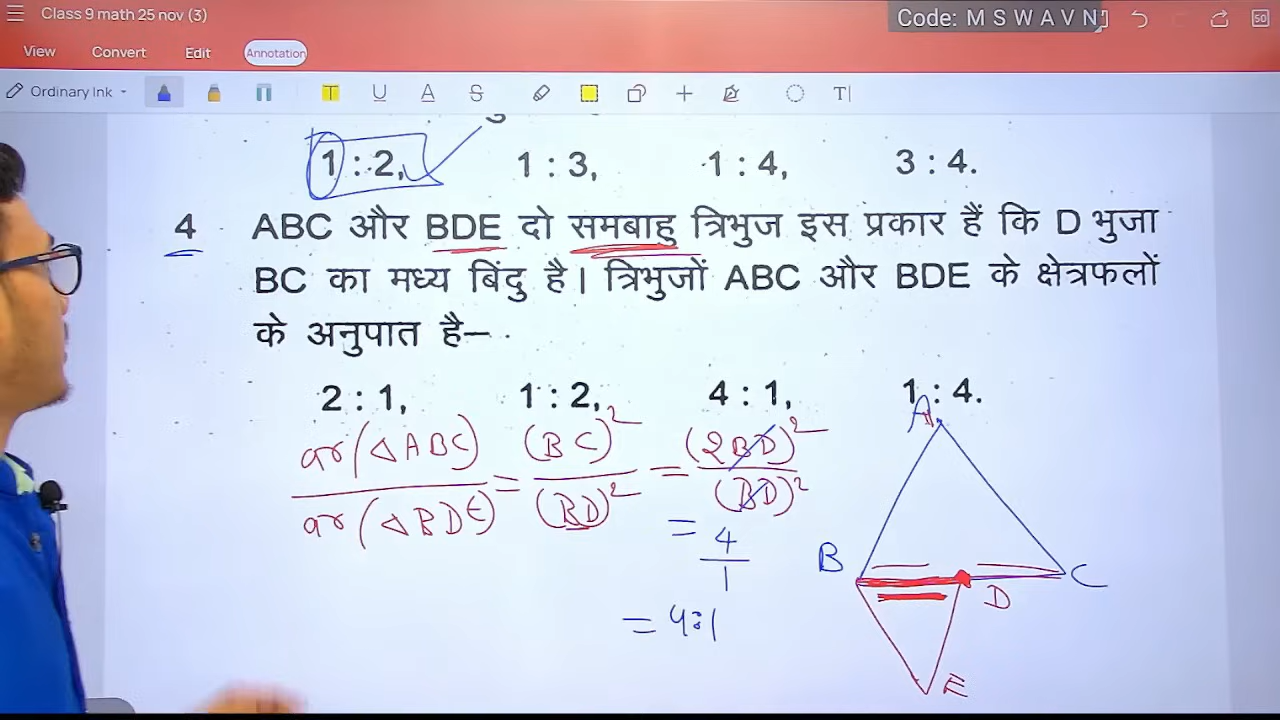 Class 9 math 25 nov (3)
Code: M S W A V N
50
View Convert Edit Annotation
Ordinary Ink
1 : 2, 1 : 3, 1 : 4, 3 : 4.
4 ABC और BDE दो समबाहु त्रिभुज इस प्रकार हैं कि D भुजा
BC का मध्य बिंदु है। त्रिभुजों ABC और BDE के क्षेत्रफलों
के अनुपात है–
2 : 1, 1 : 2, 4 : 1, 1 : 4.
ar(△ABC) / ar(△BDE) = (BC)² / (BD)² = (2BD)² / (BD)²
= 4/1
= 4:1
A
B
C
D
E